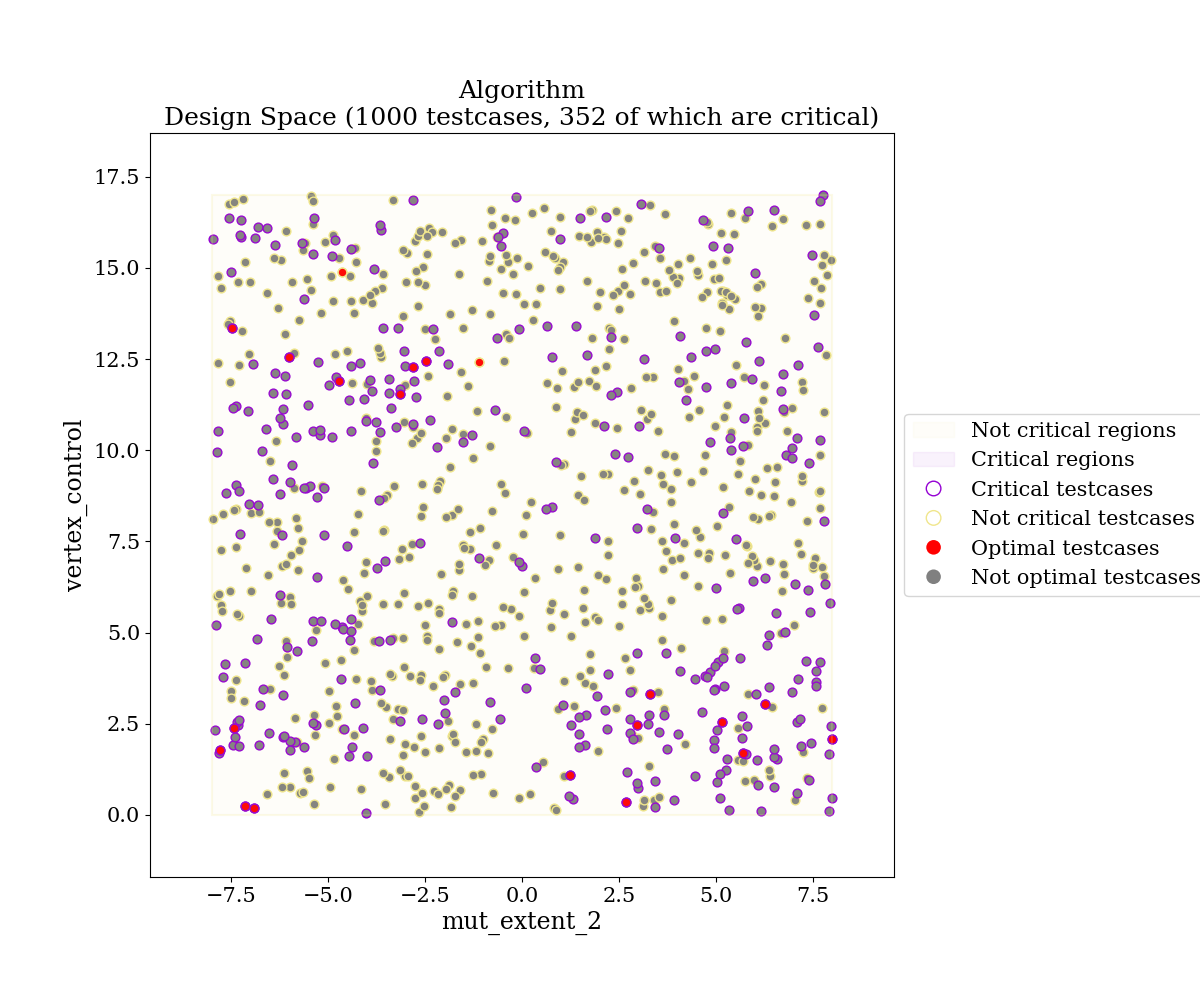 Algorithm
Design Space (1000 testcases, 352 of which are critical)
17.5
15.0
12.5
10.0
7.5
5.0
2.5
0.0
vertex_control
−7.5
−5.0
−2.5
0.0
2.5
5.0
7.5
mut_extent_2
Not critical regions
Critical regions
Critical testcases
Not critical testcases
Optimal testcases
Not optimal testcases